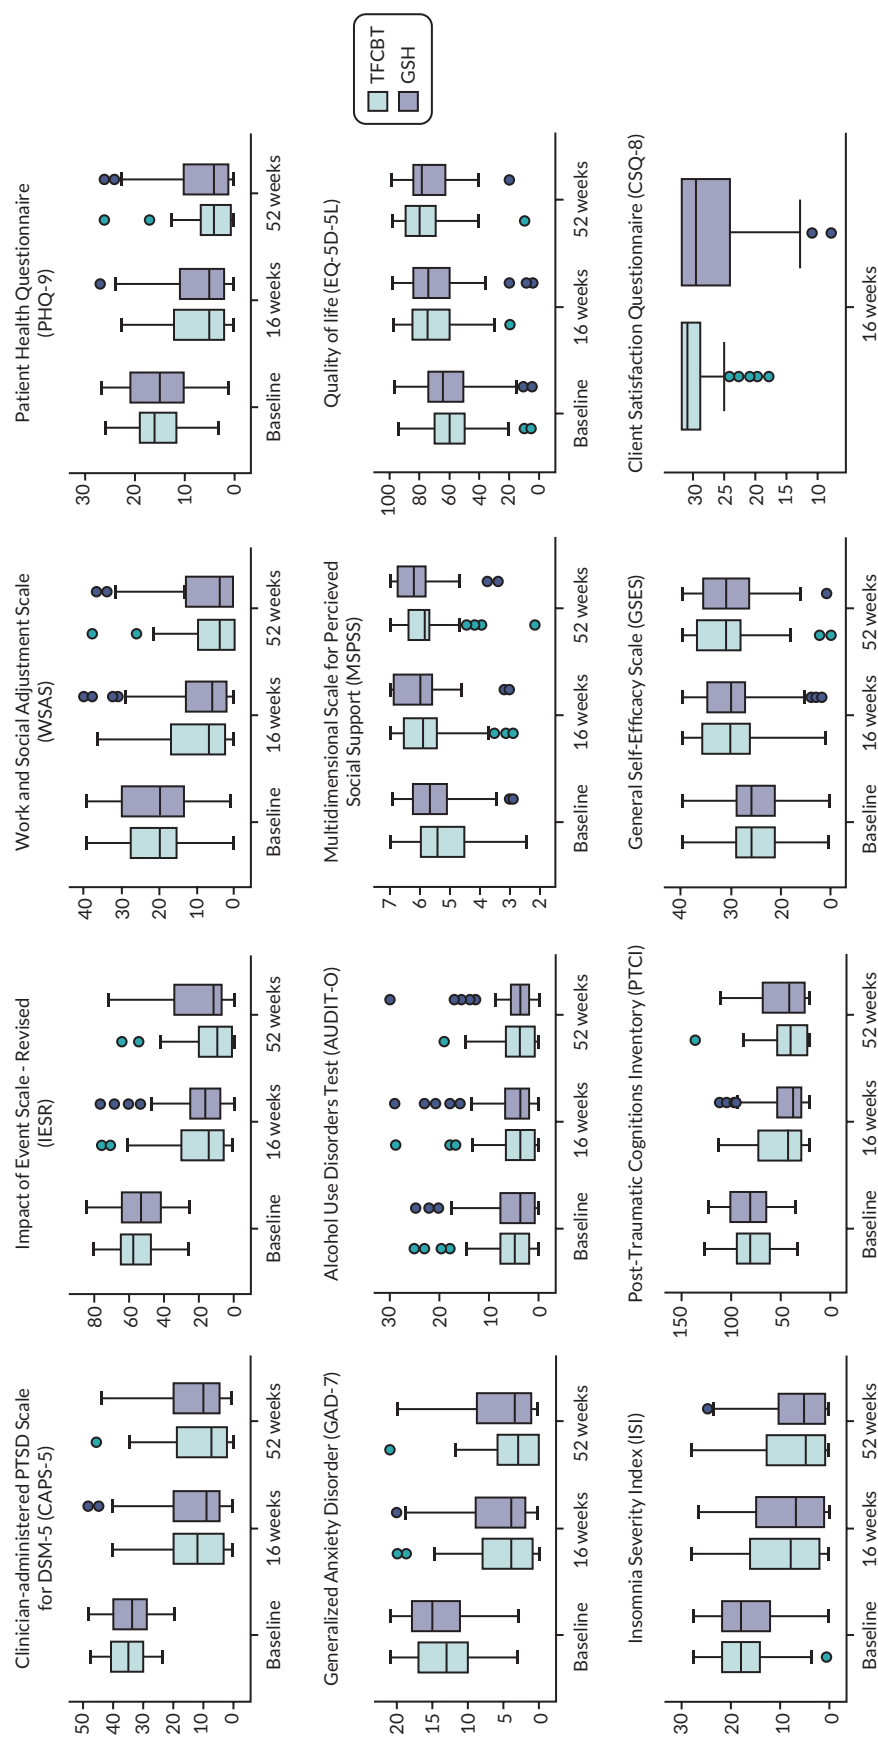 Clinician-administered PTSD Scale
for DSM-5 (CAPS-5)
50
40
30
20
10
0
Baseline
16 weeks
52 weeks
Impact of Event Scale - Revised
(IESR)
80
60
40
20
0
Baseline
16 weeks
52 weeks
Work and Social Adjustment Scale
(WSAS)
40
30
20
10
0
Baseline
16 weeks
52 weeks
Patient Health Questionnaire
(PHQ-9)
30
20
10
0
Baseline
16 weeks
52 weeks
Generalized Anxiety Disorder (GAD-7)
20
15
10
5
0
Baseline
16 weeks
52 weeks
Alcohol Use Disorders Test (AUDIT-O)
30
20
10
0
Baseline
16 weeks
52 weeks
Multidimensional Scale for Percieved
Social Support (MSPSS)
7
6
5
4
3
2
Baseline
16 weeks
52 weeks
Quality of life (EQ-5D-5L)
100
80
60
40
20
0
Baseline
16 weeks
52 weeks
TFCBT
GSH
Insomnia Severity Index (ISI)
30
20
10
0
Baseline
16 weeks
52 weeks
Post-Traumatic Cognitions Inventory (PTCI)
150
100
50
0
Baseline
16 weeks
52 weeks
General Self-Efficacy Scale (GSES)
40
30
20
0
Baseline
16 weeks
52 weeks
Client Satisfaction Questionnaire (CSQ-8)
30
25
20
15
10
16 weeks